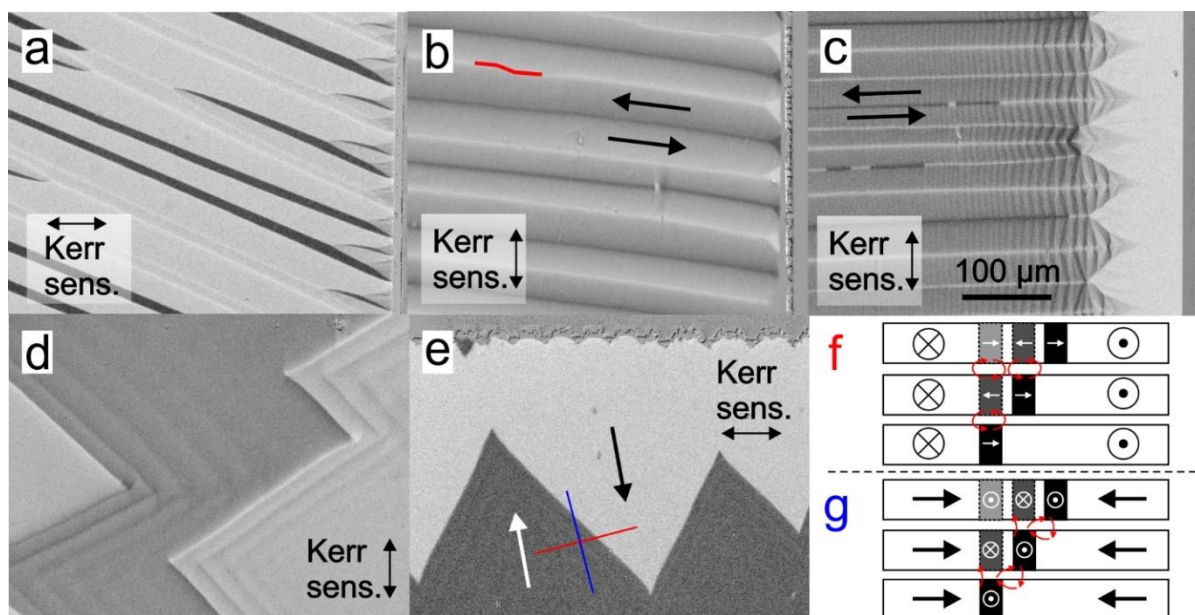 a
Kerr
sens.
b
Kerr
sens.
c
Kerr
sens.
100 µm
d
Kerr
sens.
e
Kerr
sens.
f
g